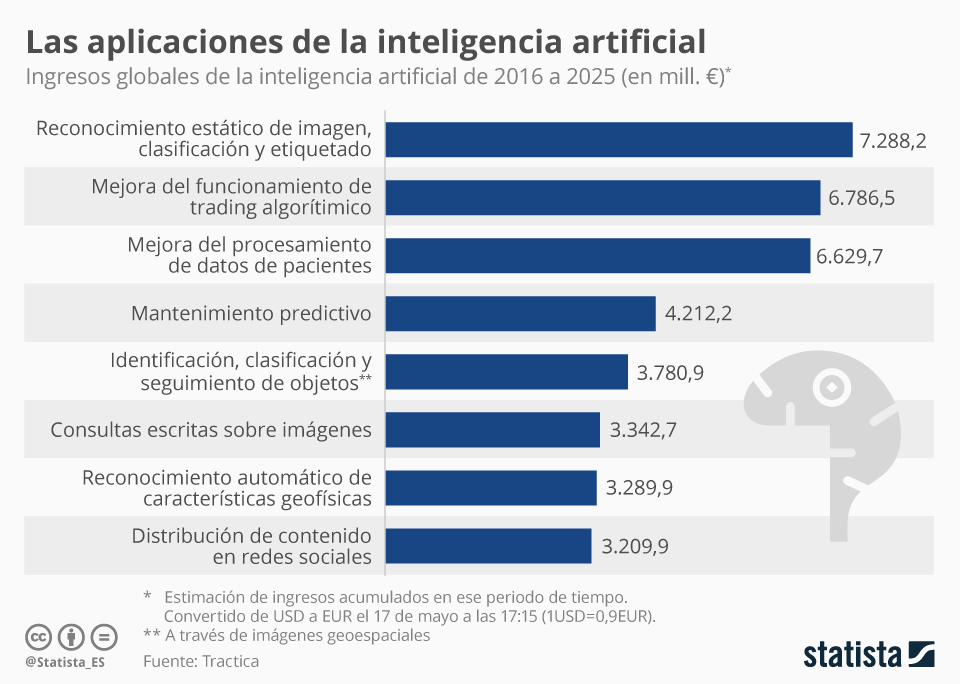 Las aplicaciones de la inteligencia artificial
Ingresos globales de la inteligencia artificial de 2016 a 2025 (en mill. €)*
Reconocimiento estático de imagen,
clasificación y etiquetado
7.288,2
Mejora del funcionamiento de
trading algorítimico
6.786,5
Mejora del procesamiento
de datos de pacientes
6.629,7
Mantenimiento predictivo
4.212,2
Identificación, clasificación y
seguimiento de objetos**
3.780,9
Consultas escritas sobre imágenes
3.342,7
Reconocimiento automático de
características geofísicas
3.289,9
Distribución de contenido
en redes sociales
3.209,9
* Estimación de ingresos acumulados en ese periodo de tiempo.
Convertido de USD a EUR el 17 de mayo a las 17:15 (1USD=0,9EUR).
** A través de imágenes geoespaciales
Fuente: Tractica
cc
@Statista_ES
statista